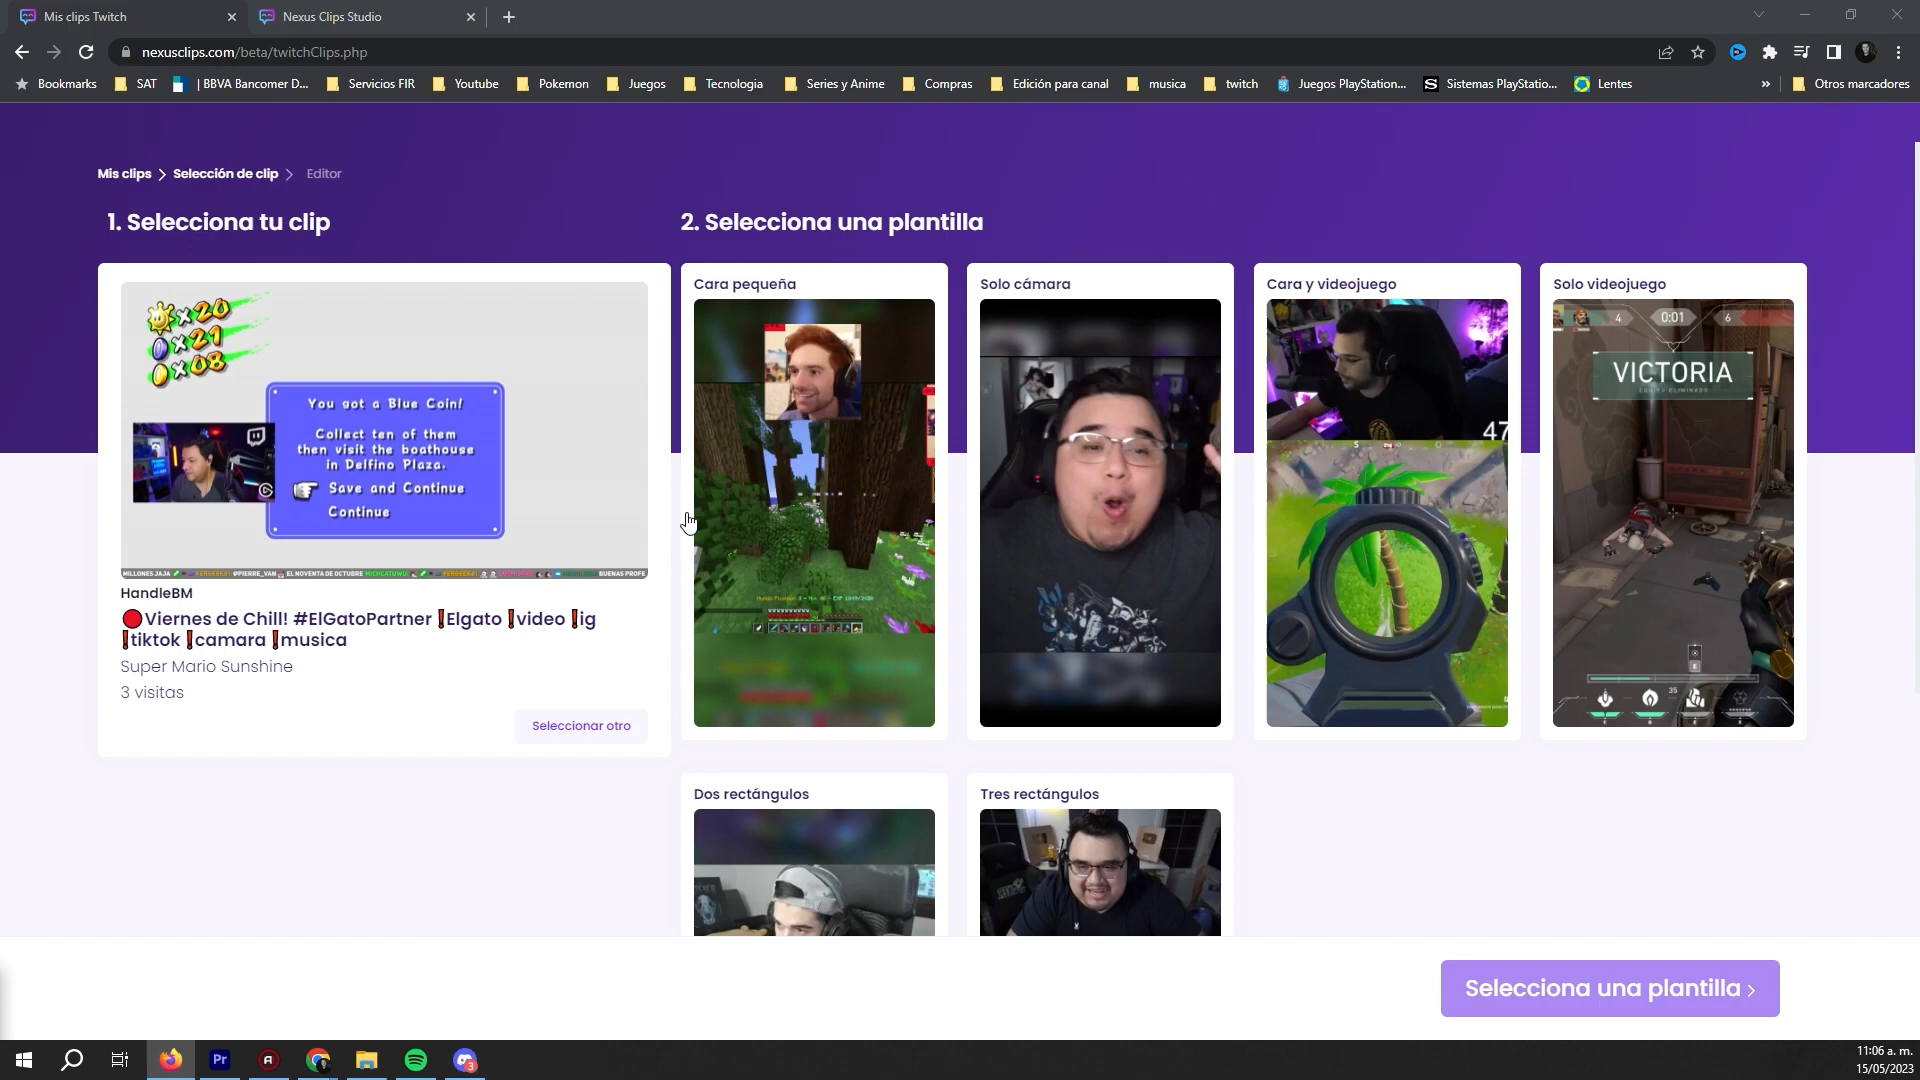 Mis clips Twitch
Nexus Clips Studio
nexusclips.com/beta/twitchClips.php
Bookmarks
SAT
| BBVA Bancomer D...
Servicios FIR
Youtube
Pokemon
Juegos
Tecnologia
Series y Anime
Compras
Edición para canal
musica
twitch
Juegos PlayStation...
Sistemas PlayStatio...
Lentes
»
Otros marcadores
Mis clips > Selección de clip > Editor
1. Selecciona tu clip
2. Selecciona una plantilla
x20
x21
x08
You got a Blue Coin!
Collect ten of them
then visit the boathouse
in Delfino Plaza.
Save and Continue
Continue
HandleBM
🔴Viernes de Chill! #ElGatoPartner❗Elgato❗video❗ig
❗tiktok❗camara❗musica
Super Mario Sunshine
3 visitas
Seleccionar otro
Cara pequeña
Solo cámara
Cara y videojuego
47
Solo videojuego
4
0:01
6
VICTORIA
35
Dos rectángulos
Tres rectángulos
Selecciona una plantilla >
Pr
3
11:06 a. m.
15/05/2023